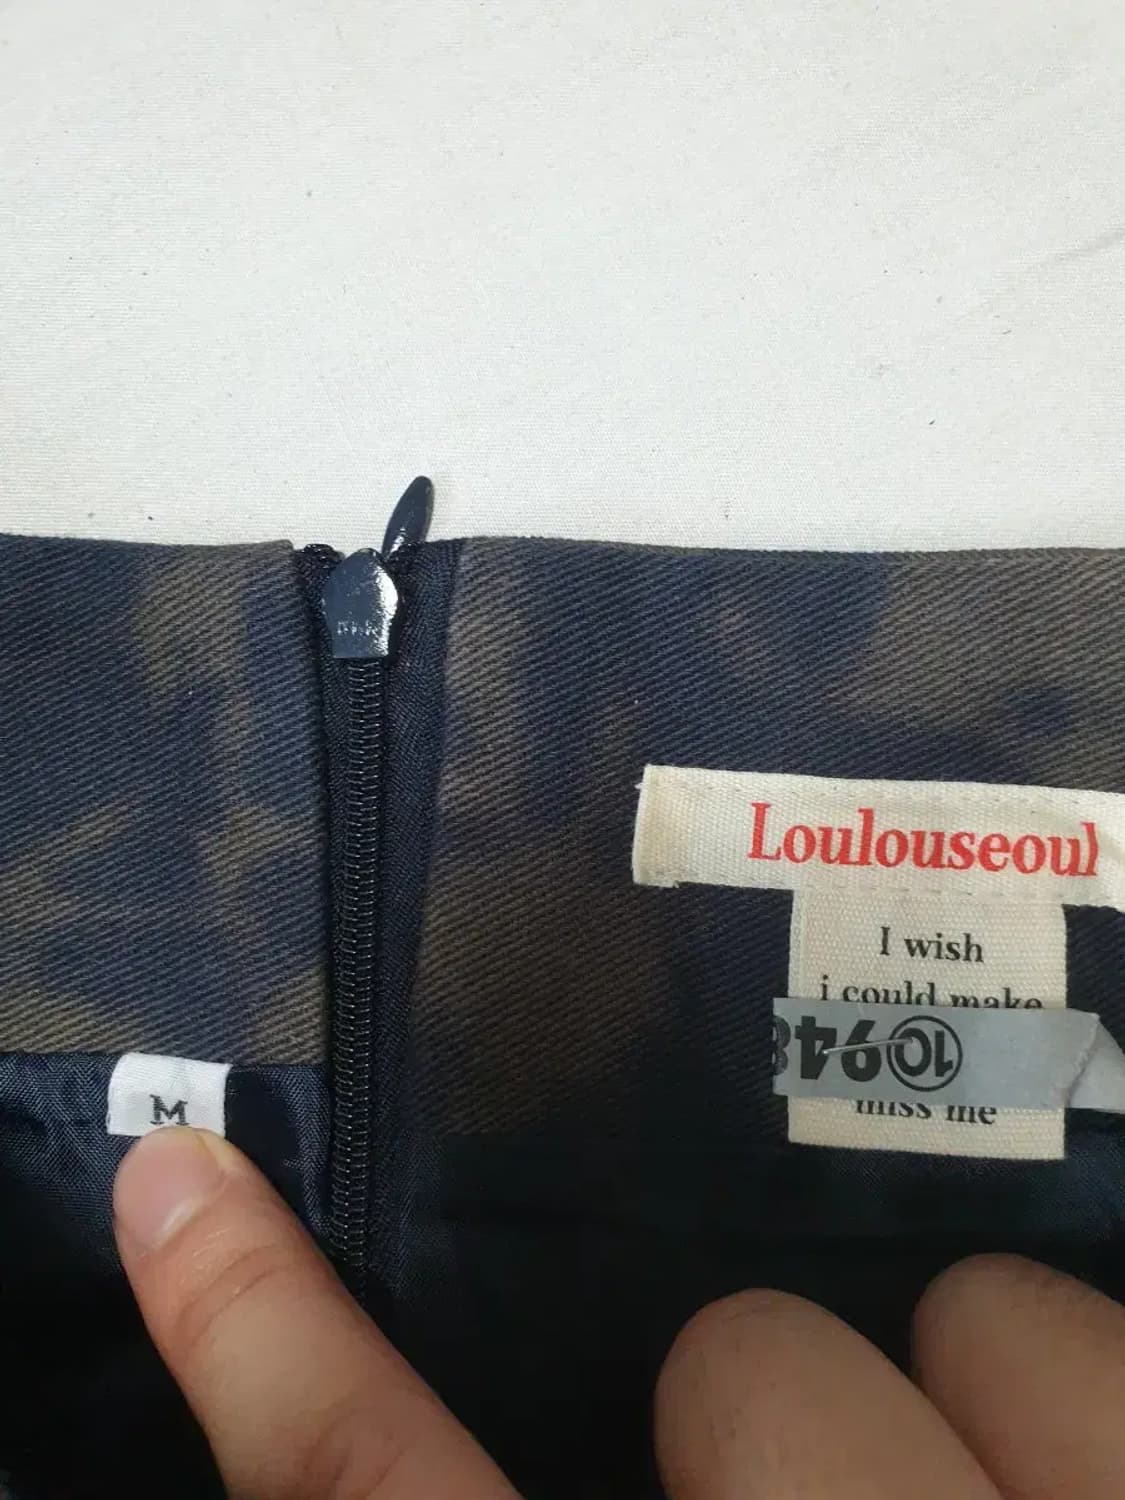 Loulouseoul
I wish
i could make
miss me
M
⑩948